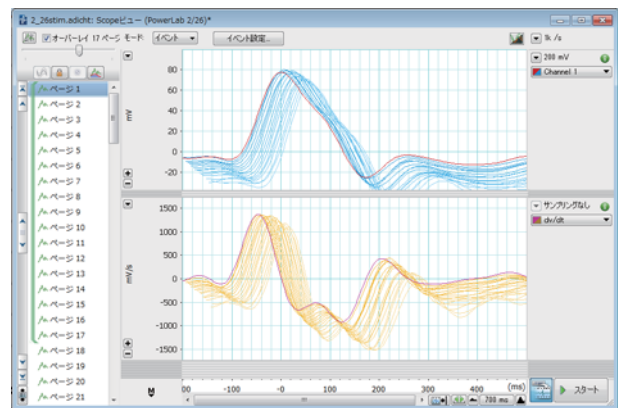 2_26stim.adicht: Scopeビュー (PowerLab 2/26)*
オーバーレイ 17 ページ モード: イベント イベント設定...
1k /s
ページ 1
ページ 2
ページ 3
ページ 4
ページ 5
ページ 6
ページ 7
ページ 8
ページ 9
ページ 10
ページ 11
ページ 12
ページ 13
ページ 14
ページ 15
ページ 16
ページ 17
ページ 18
ページ 19
ページ 20
ページ 21
80
60
40
20
0
-20
mV
200 mV
Channel 1
1500
1000
500
0
-500
-1000
-1500
mV/s
サンプリングなし
dv/dt
M
00 -100 -0 100 200 300 400 (ms)
700 ms
スタート